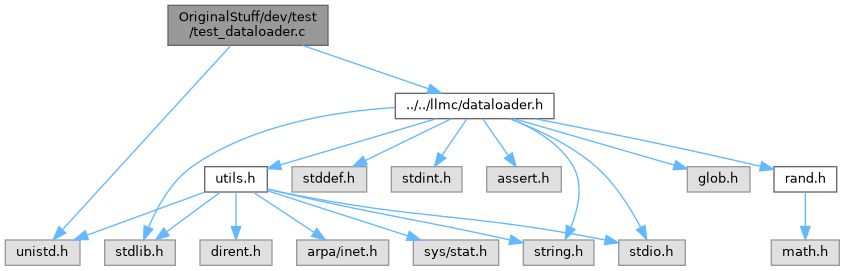 OriginalStuff/dev/test
/test_dataloader.c
../../llmc/dataloader.h
utils.h
stddef.h
stdint.h
assert.h
glob.h
rand.h
unistd.h
stdlib.h
dirent.h
arpa/inet.h
sys/stat.h
string.h
stdio.h
math.h